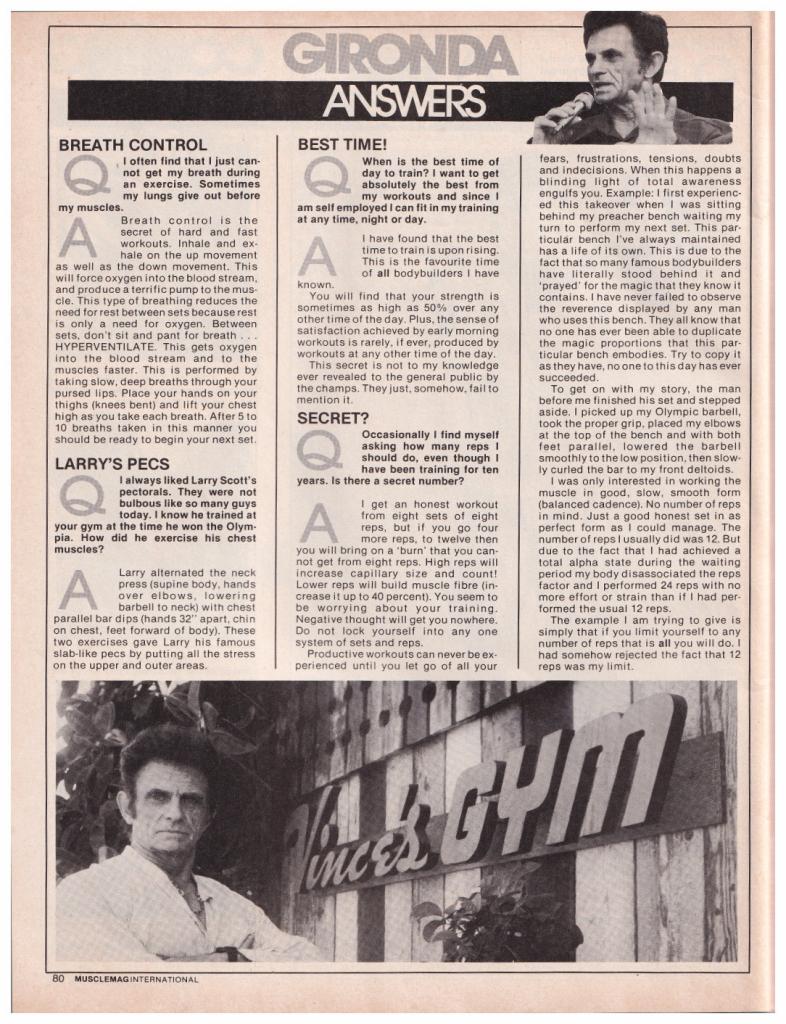 GIRONDA
ANSWERS
BREATH CONTROL
Q I often find that I just can-
not get my breath during
an exercise. Sometimes
my lungs give out before
my muscles.
A Breath control is the
secret of hard and fast
workouts. Inhale and ex-
hale on the up movement
as well as the down movement. This
will force oxygen into the blood stream,
and produce a terrific pump to the mus-
cle. This type of breathing reduces the
need for rest between sets because rest
is only a need for oxygen. Between
sets, don't sit and pant for breath . . .
HYPERVENTILATE. This gets oxygen
into the blood stream and to the
muscles faster. This is performed by
taking slow, deep breaths through your
pursed lips. Place your hands on your
thighs (knees bent) and lift your chest
high as you take each breath. After 5 to
10 breaths taken in this manner you
should be ready to begin your next set.
LARRY'S PECS
Q I always liked Larry Scott's
pectorals. They were not
bulbous like so many guys
today. I know he trained at
your gym at the time he won the Olym-
pia. How did he exercise his chest
muscles?
A Larry alternated the neck
press (supine body, hands
over elbows, lowering
barbell to neck) with chest
parallel bar dips (hands 32" apart, chin
on chest, feet forward of body). These
two exercises gave Larry his famous
slab-like pecs by putting all the stress
on the upper and outer areas.
BEST TIME!
Q When is the best time of
day to train? I want to get
absolutely the best from
my workouts and since I
am self employed I can fit in my training
at any time, night or day.
A I have found that the best
time to train is upon rising.
This is the favourite time
of all bodybuilders I have
known.
You will find that your strength is
sometimes as high as 50% over any
other time of the day. Plus, the sense of
satisfaction achieved by early morning
workouts is rarely, if ever, produced by
workouts at any other time of the day.
This secret is not to my knowledge
ever revealed to the general public by
the champs. They just, somehow, fail to
mention it.
SECRET?
Q Occasionally I find myself
asking how many reps I
should do, even though I
have been training for ten
years. Is there a secret number?
A I get an honest workout
from eight sets of eight
reps, but if you go four
more reps, to twelve then
you will bring on a 'burn' that you can-
not get from eight reps. High reps will
increase capillary size and count!
Lower reps will build muscle fibre (in-
crease it up to 40 percent). You seem to
be worrying about your training.
Negative thought will get you nowhere.
Do not lock yourself into any one
system of sets and reps.
Productive workouts can never be ex-
perienced until you let go of all your
fears, frustrations, tensions, doubts
and indecisions. When this happens a
blinding light of total awareness
engulfs you. Example: I first experienc-
ed this takeover when I was sitting
behind my preacher bench waiting my
turn to perform my next set. This par-
ticular bench I've always maintained
has a life of its own. This is due to the
fact that so many famous bodybuilders
have literally stood behind it and
'prayed' for the magic that they know it
contains. I have never failed to observe
the reverence displayed by any man
who uses this bench. They all know that
no one has ever been able to duplicate
the magic proportions that this par-
ticular bench embodies. Try to copy it
as they have, no one to this day has ever
succeeded.
To get on with my story, the man
before me finished his set and stepped
aside. I picked up my Olympic barbell,
took the proper grip, placed my elbows
at the top of the bench and with both
feet parallel, lowered the barbell
smoothly to the low position, then slow-
ly curled the bar to my front deltoids.
I was only interested in working the
muscle in good, slow, smooth form
(balanced cadence). No number of reps
in mind. Just a good honest set in as
perfect form as I could manage. The
number of reps I usually did was 12. But
due to the fact that I had achieved a
total alpha state during the waiting
period my body disassociated the reps
factor and I performed 24 reps with no
more effort or strain than if I had per-
formed the usual 12 reps.
The example I am trying to give is
simply that if you limit yourself to any
number of reps that is all you will do. I
had somehow rejected the fact that 12
reps was my limit.
Vince's GYM
80 MUSCLEMAG INTERNATIONAL